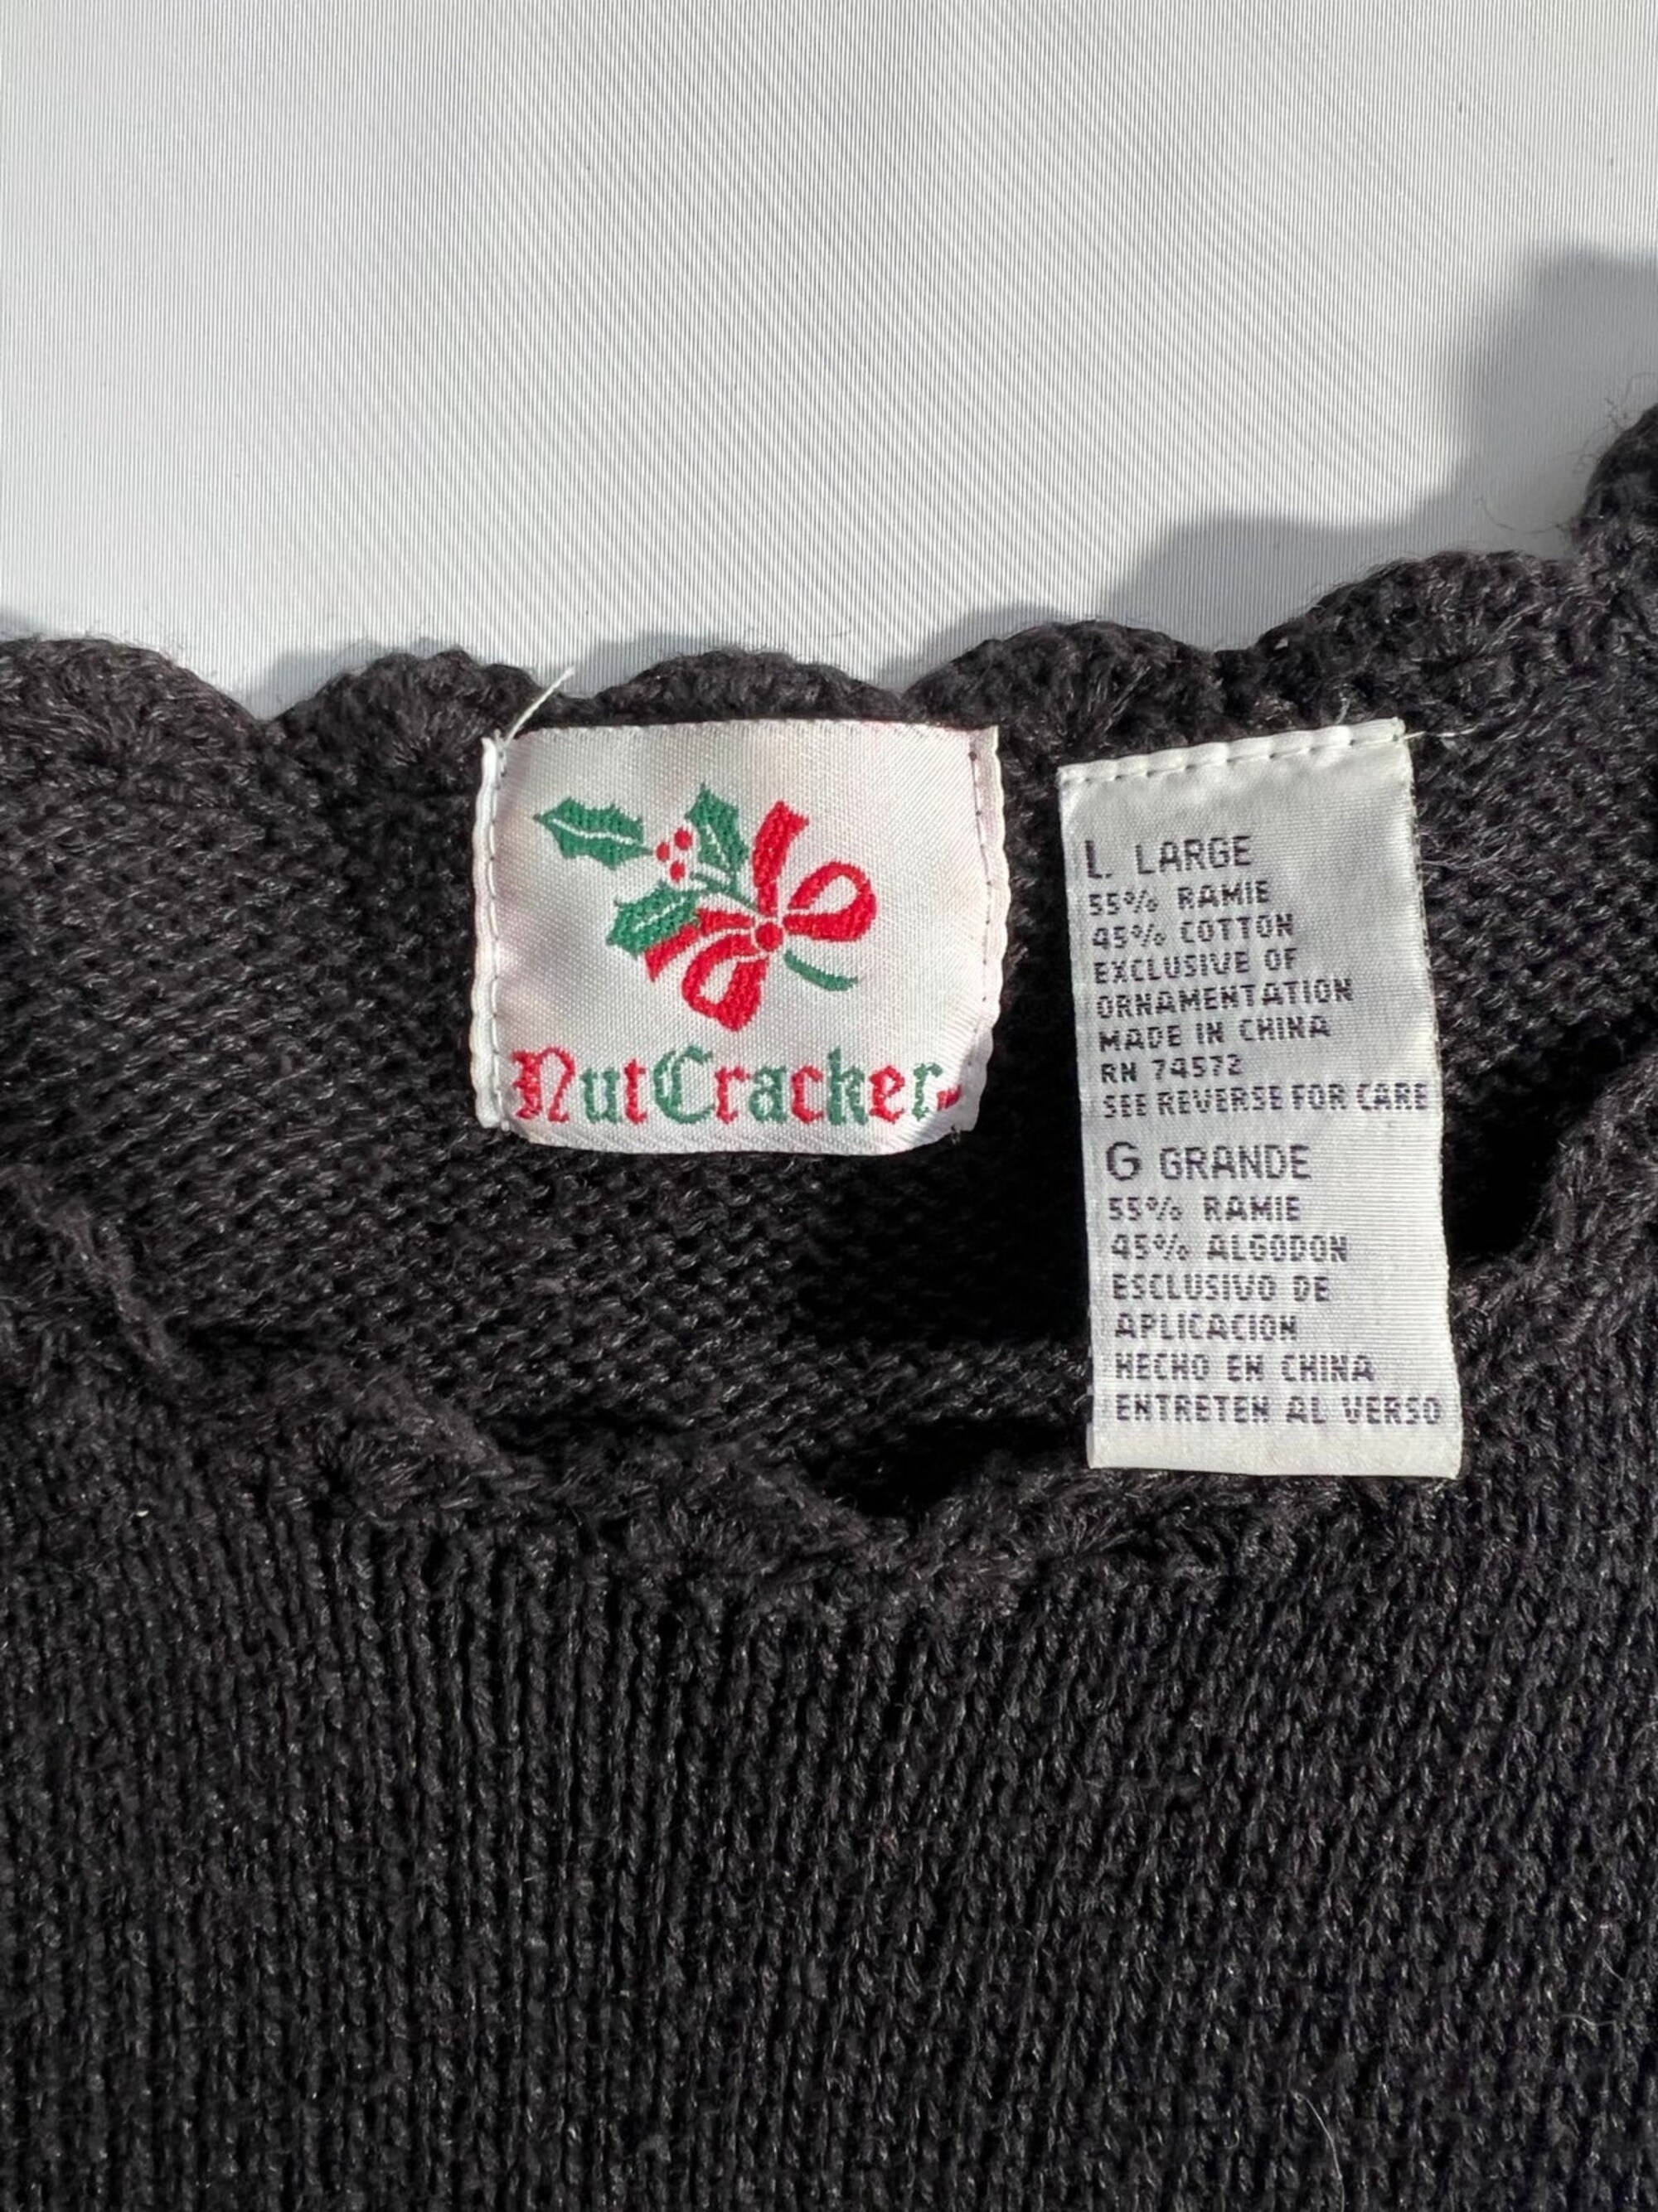 NutCracker
L LARGE
55% RAMIE
45% COTTON
EXCLUSIVE OF
ORNAMENTATION
MADE IN CHINA
RN 74572
SEE REVERSE FOR CARE
G GRANDE
55% RAMIE
45% ALGODON
ESCLUSIVO DE
APLICACION
HECHO EN CHINA
ENTRETEN AL VERSO